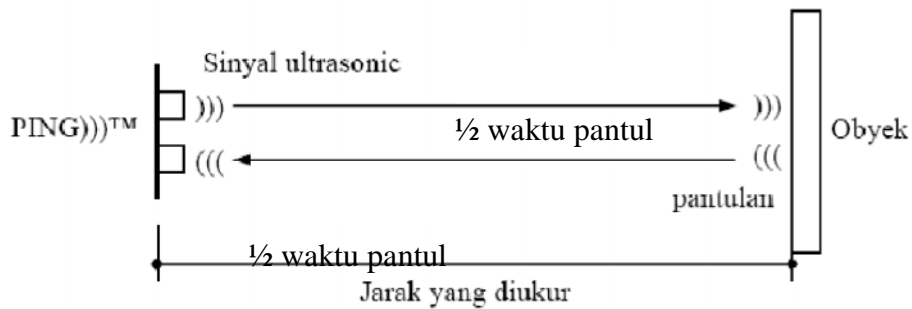 Sinyal ultrasonic
PING)))™ ))) )))
½ waktu pantul
Obyek
((( (((
pantulan
½ waktu pantul
Jarak yang diukur